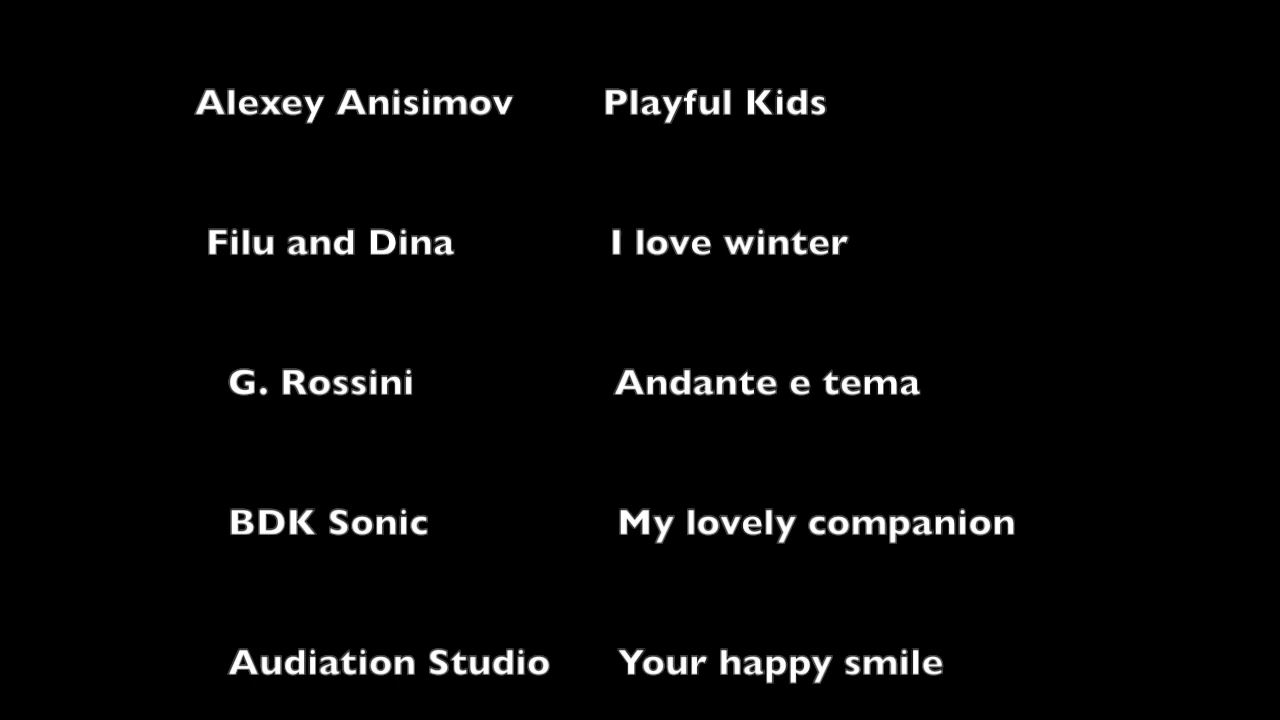 Alexey Anisimov Playful Kids
Filu and Dina I love winter
G. Rossini Andante e tema
BDK Sonic My lovely companion
Audiation Studio Your happy smile